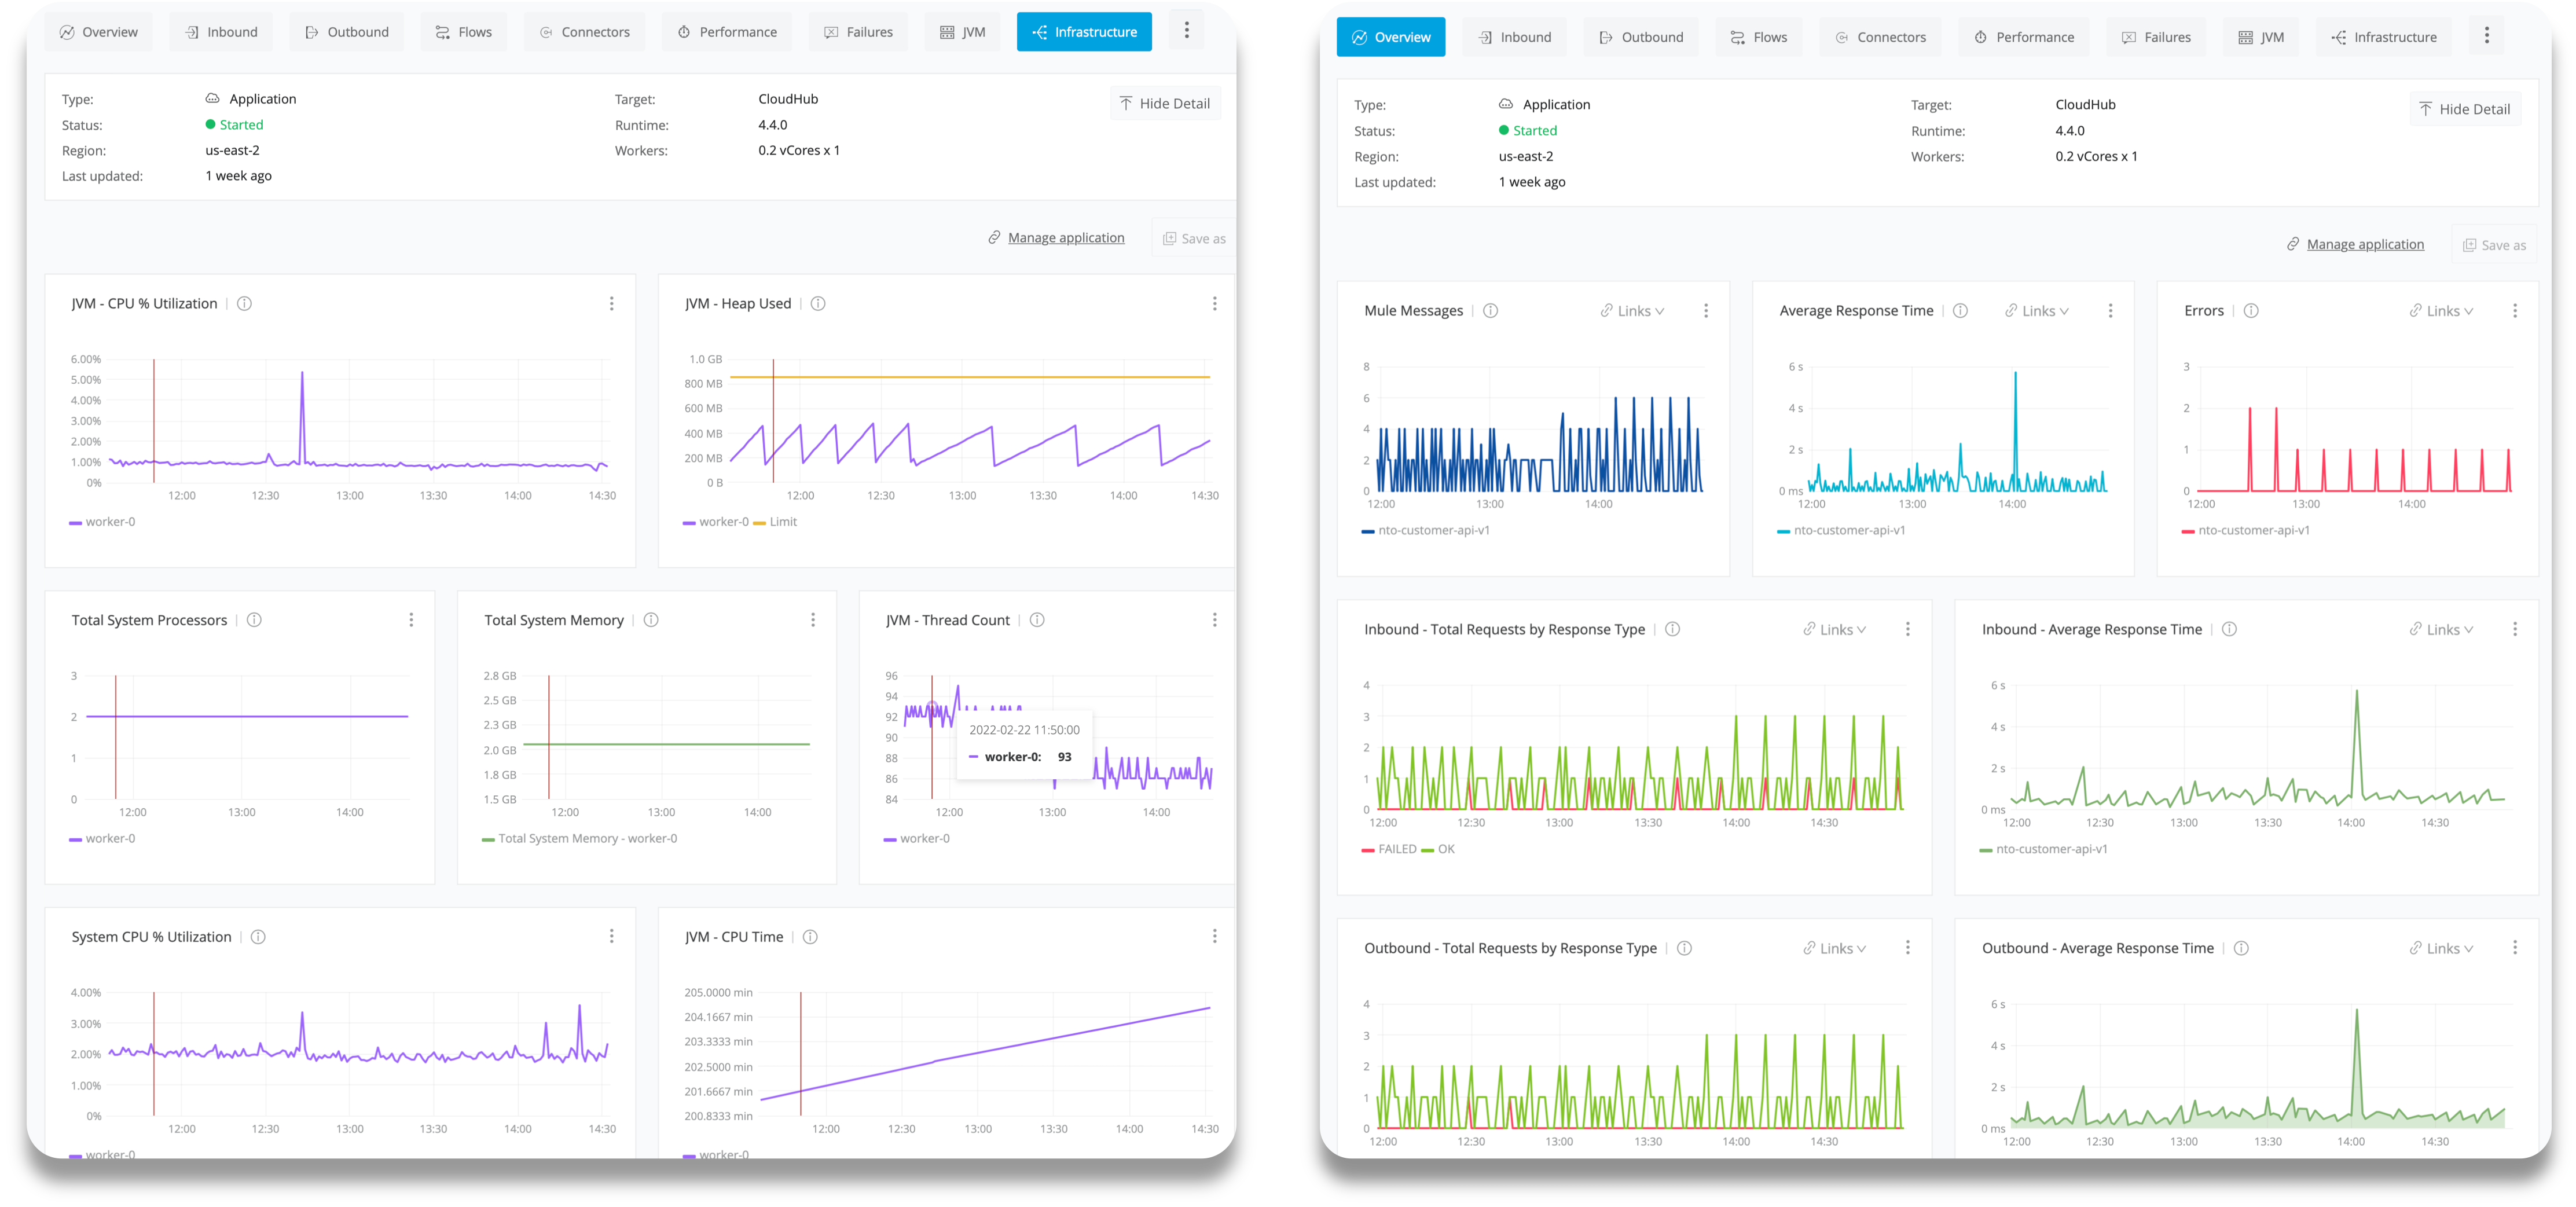 Overview Inbound Outbound Flows Connectors Performance Failures JVM Infrastructure
Type: Application Target: CloudHub Hide Detail
Status: Started Runtime: 4.4.0
Region: us-east-2 Workers: 0.2 vCores x 1
Last updated: 1 week ago
Manage application Save as
JVM - CPU % Utilization
6.00%
5.00%
4.00%
3.00%
2.00%
1.00%
0%
12:00 12:30 13:00 13:30 14:00 14:30
worker-0
JVM - Heap Used
1.0 GB
800 MB
600 MB
400 MB
200 MB
0 B
12:00 12:30 13:00 13:30 14:00 14:30
worker-0 Limit
Total System Processors
3
2
1
0
12:00 13:00 14:00
worker-0
Total System Memory
2.8 GB
2.5 GB
2.3 GB
2.0 GB
1.8 GB
1.5 GB
12:00 13:00 14:00
Total System Memory - worker-0
JVM - Thread Count
96
94
92
90
88
86
84
2022-02-22 11:50:00
worker-0: 93
12:00 13:00 14:00
worker-0
System CPU % Utilization
4.00%
3.00%
2.00%
1.00%
0%
12:00 12:30 13:00 13:30 14:00 14:30
worker-0
JVM - CPU Time
205.0000 min
204.1667 min
203.3333 min
202.5000 min
201.6667 min
200.8333 min
12:00 12:30 13:00 13:30 14:00 14:30
worker-0
Overview Inbound Outbound Flows Connectors Performance Failures JVM Infrastructure
Type: Application Target: CloudHub Hide Detail
Status: Started Runtime: 4.4.0
Region: us-east-2 Workers: 0.2 vCores x 1
Last updated: 1 week ago
Manage application Save as
Mule Messages Links
8
6
4
2
0
12:00 13:00 14:00
nto-customer-api-v1
Average Response Time Links
6 s
4 s
2 s
0 ms
12:00 13:00 14:00
nto-customer-api-v1
Errors Links
3
2
1
0
12:00 13:00 14:00
nto-customer-api-v1
Inbound - Total Requests by Response Type Links
4
3
2
1
0
12:00 12:30 13:00 13:30 14:00 14:30
FAILED OK
Inbound - Average Response Time Links
6 s
4 s
2 s
0 ms
12:00 12:30 13:00 13:30 14:00 14:30
nto-customer-api-v1
Outbound - Total Requests by Response Type Links
4
3
2
1
0
12:00 12:30 13:00 13:30 14:00 14:30
Outbound - Average Response Time Links
6 s
4 s
2 s
0 ms
12:00 12:30 13:00 13:30 14:00 14:30